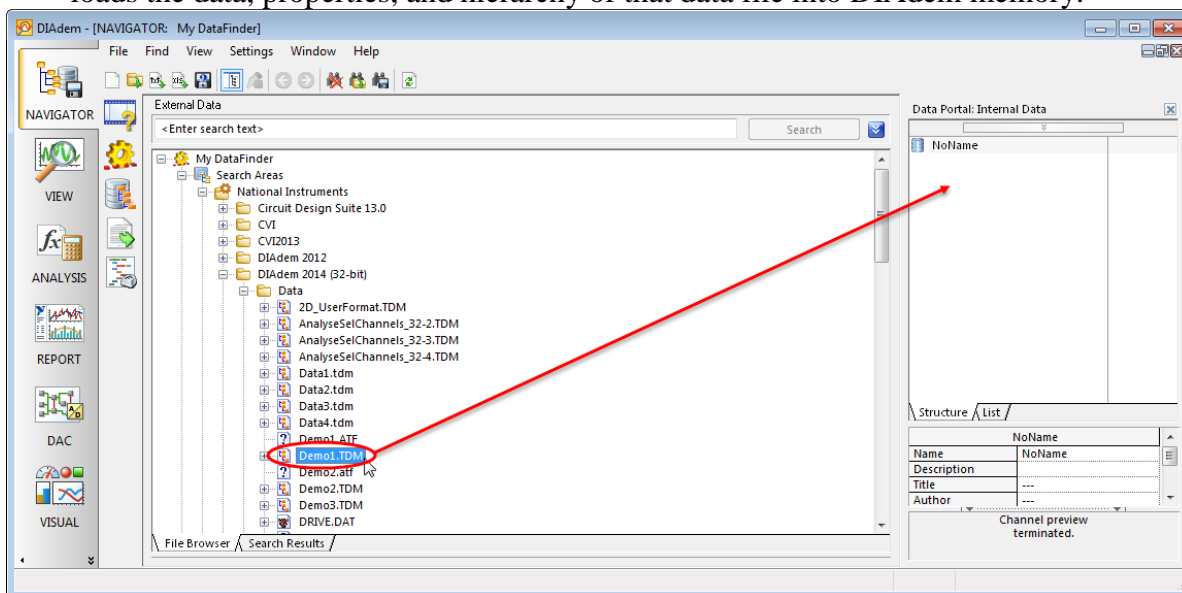 loads the data, properties, and hierarchy of that data file into DIAdem memory.
DIAdem - [NAVIGATOR: My DataFinder]
File Find View Settings Window Help
NAVIGATOR
VIEW
ANALYSIS
REPORT
DAC
VISUAL
External Data
<Enter search text>
Search
My DataFinder
Search Areas
National Instruments
Circuit Design Suite 13.0
CVI
CVI2013
DIAdem 2012
DIAdem 2014 (32-bit)
Data
2D_UserFormat.TDM
AnalyseSelChannels_32-2.TDM
AnalyseSelChannels_32-3.TDM
AnalyseSelChannels_32-4.TDM
Data1.tdm
Data2.tdm
Data3.tdm
Data4.tdm
Demo1.ATF
Demo1.TDM
Demo2.atf
Demo2.TDM
Demo3.TDM
DRIVE.DAT
File Browser Search Results
Data Portal: Internal Data
NoName
Structure List
NoName
Name NoName
Description
Title ---
Author ---
Channel preview
terminated.